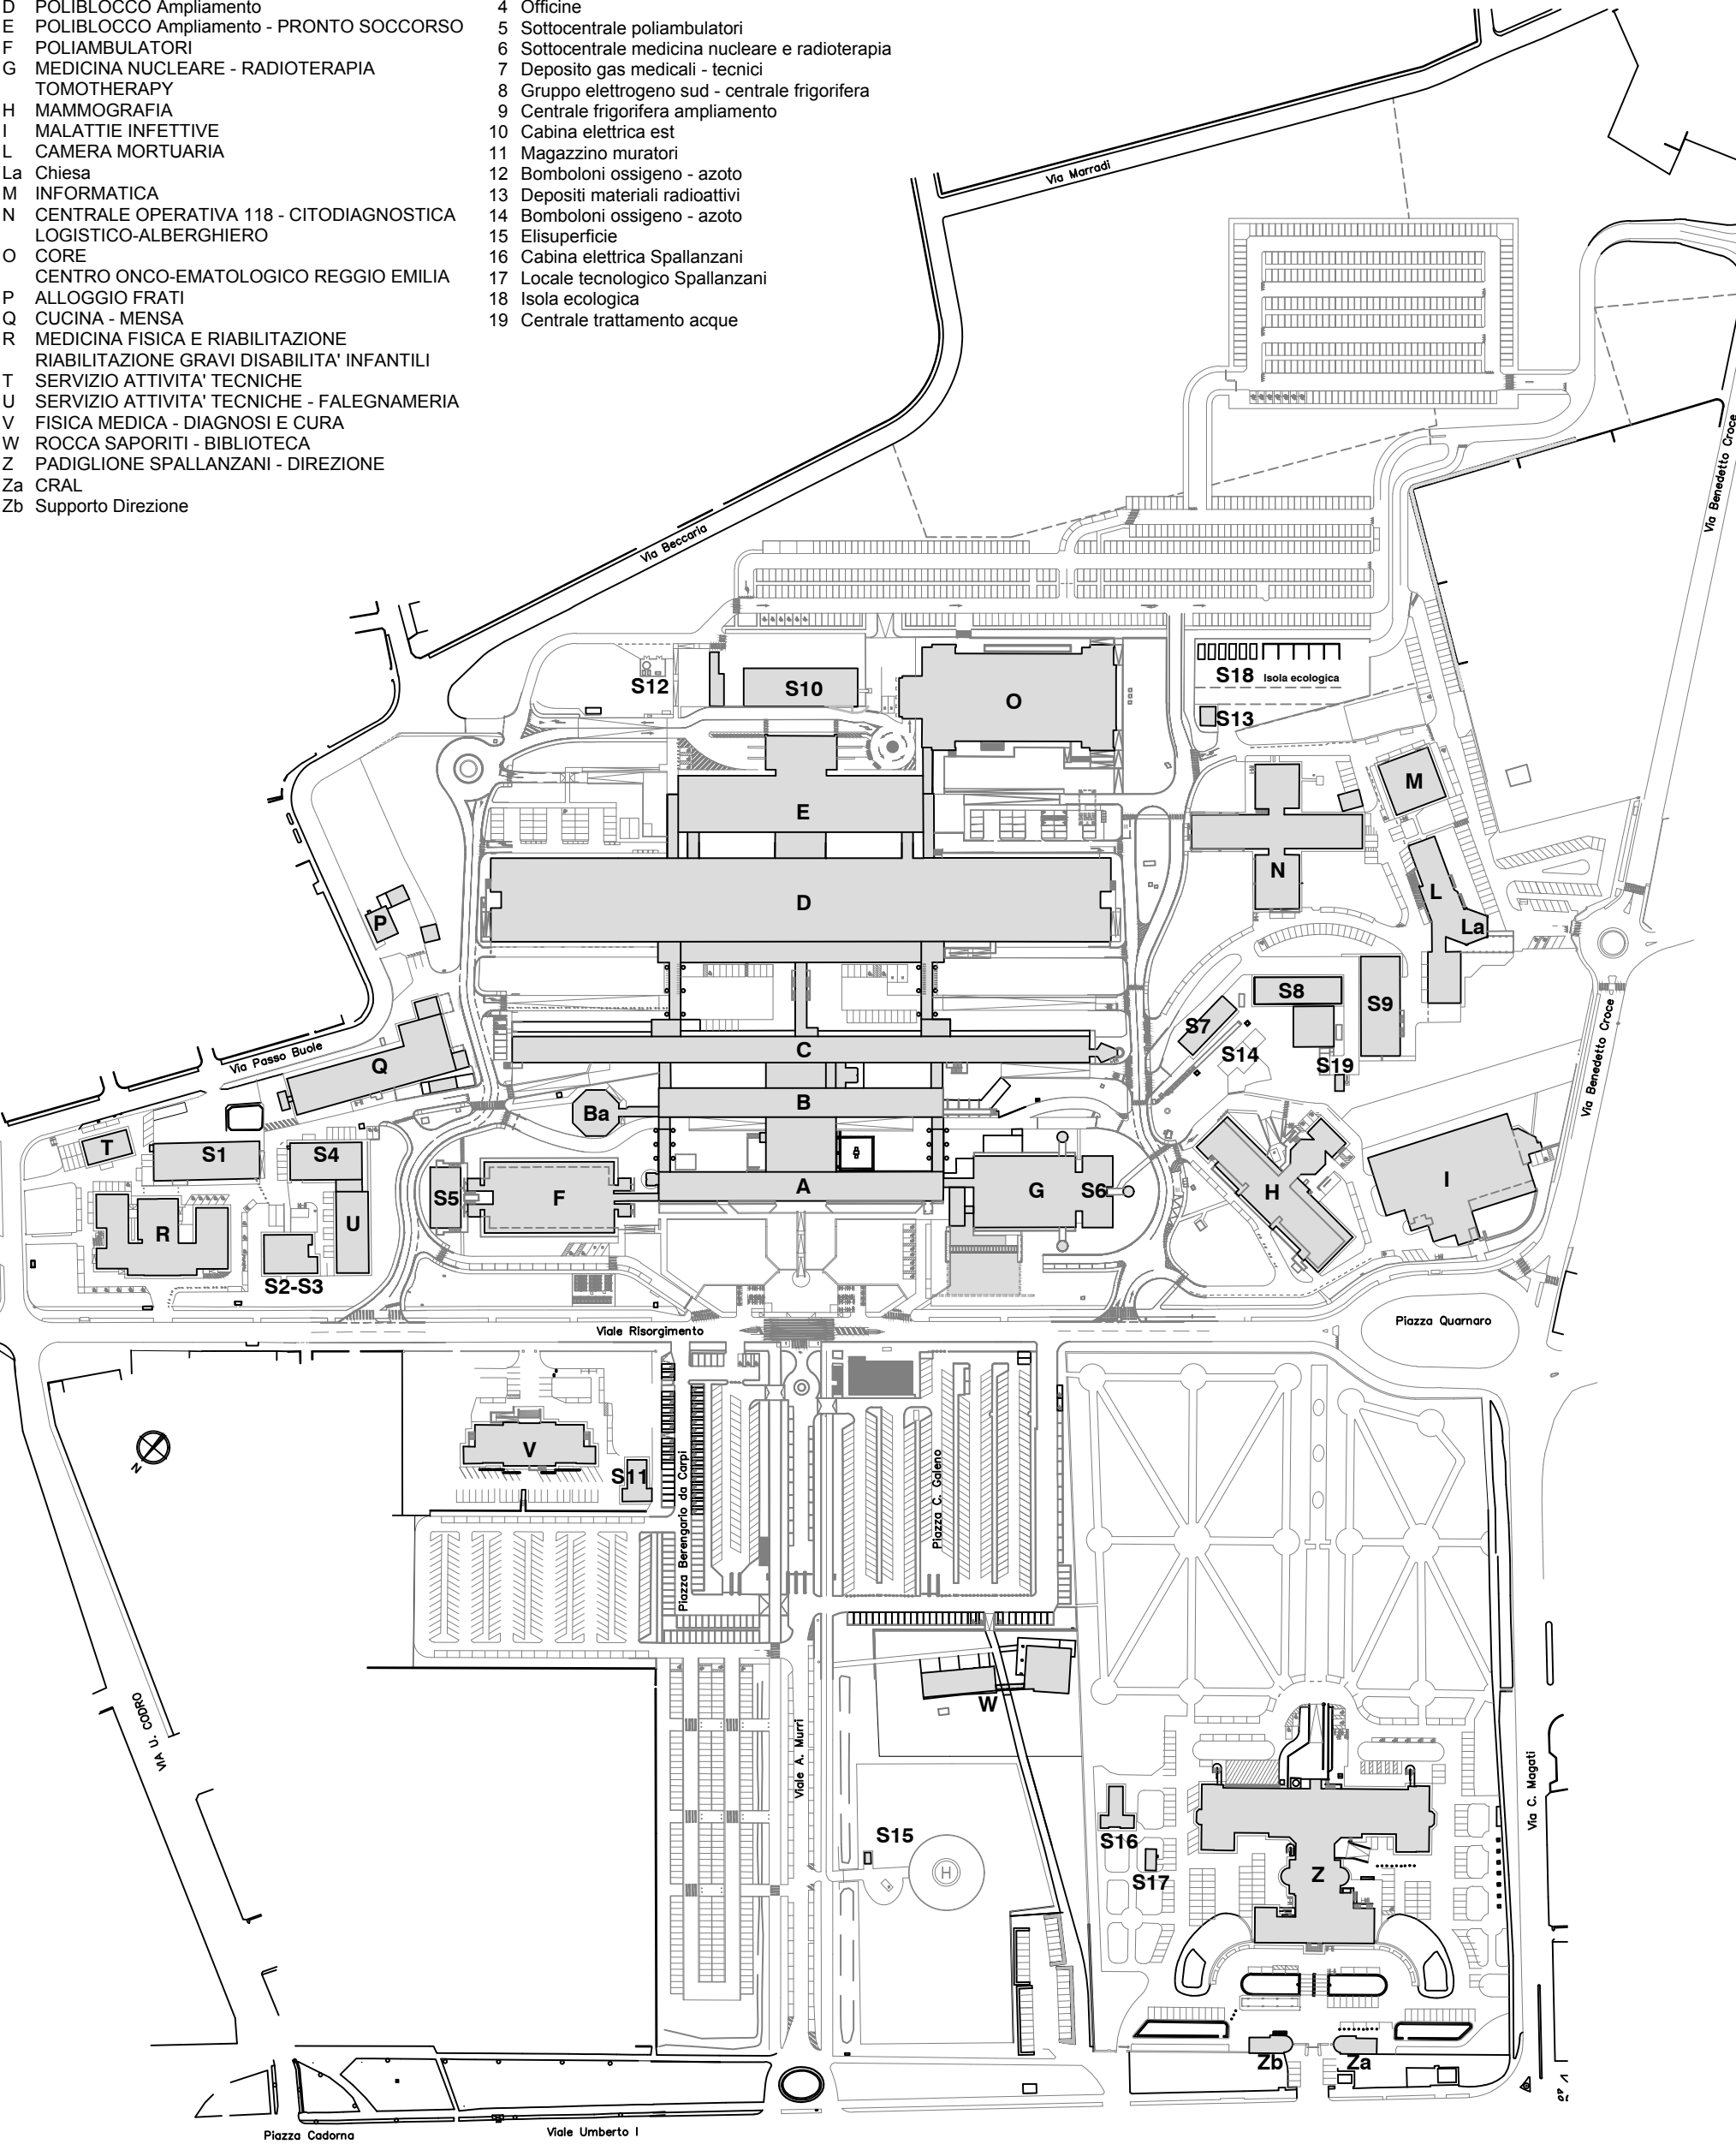 D POLIBLOCCO Ampliamento
E POLIBLOCCO Ampliamento - PRONTO SOCCORSO
F POLIAMBULATORI
G MEDICINA NUCLEARE - RADIOTERAPIA
TOMOTHERAPY
H MAMMOGRAFIA
I MALATTIE INFETTIVE
L CAMERA MORTUARIA
La Chiesa
M INFORMATICA
N CENTRALE OPERATIVA 118 - CITODIAGNOSTICA
LOGISTICO-ALBERGHIERO
O CORE
CENTRO ONCO-EMATOLOGICO REGGIO EMILIA
P ALLOGGIO FRATI
Q CUCINA - MENSA
R MEDICINA FISICA E RIABILITAZIONE
RIABILITAZIONE GRAVI DISABILITA' INFANTILI
T SERVIZIO ATTIVITA' TECNICHE
U SERVIZIO ATTIVITA' TECNICHE - FALEGNAMERIA
V FISICA MEDICA - DIAGNOSI E CURA
W ROCCA SAPORITI - BIBLIOTECA
Z PADIGLIONE SPALLANZANI - DIREZIONE
Za CRAL
Zb Supporto Direzione
4 Officine
5 Sottocentrale poliambulatori
6 Sottocentrale medicina nucleare e radioterapia
7 Deposito gas medicali - tecnici
8 Gruppo elettrogeno sud - centrale frigorifera
9 Centrale frigorifera ampliamento
10 Cabina elettrica est
11 Magazzino muratori
12 Bomboloni ossigeno - azoto
13 Depositi materiali radioattivi
14 Bomboloni ossigeno - azoto
15 Elisuperficie
16 Cabina elettrica Spallanzani
17 Locale tecnologico Spallanzani
18 Isola ecologica
19 Centrale trattamento acque
Via Marradi
Via Benedetto Croce
Via Beccaria
S12
S10
O
S18 Isola ecologica
S13
M
E
N
D
L
La
P
S8
S9
S7
C
S14
S19
Via Passo Buole
Q
Via Benedetto Croce
B
Ba
T
S1
S4
S5
F
A
G
S6
H
I
R
U
S2-S3
Viale Risorgimento
Piazza Quarnaro
V
N
S11
Piazza Berengario da Carpi
Piazza C. Galeno
W
VIA U. CODRO
Viale A. Murri
Via C. Magati
S15
H
S16
S17
Z
Zb
Za
Piazza Cadorna
Viale Umberto I